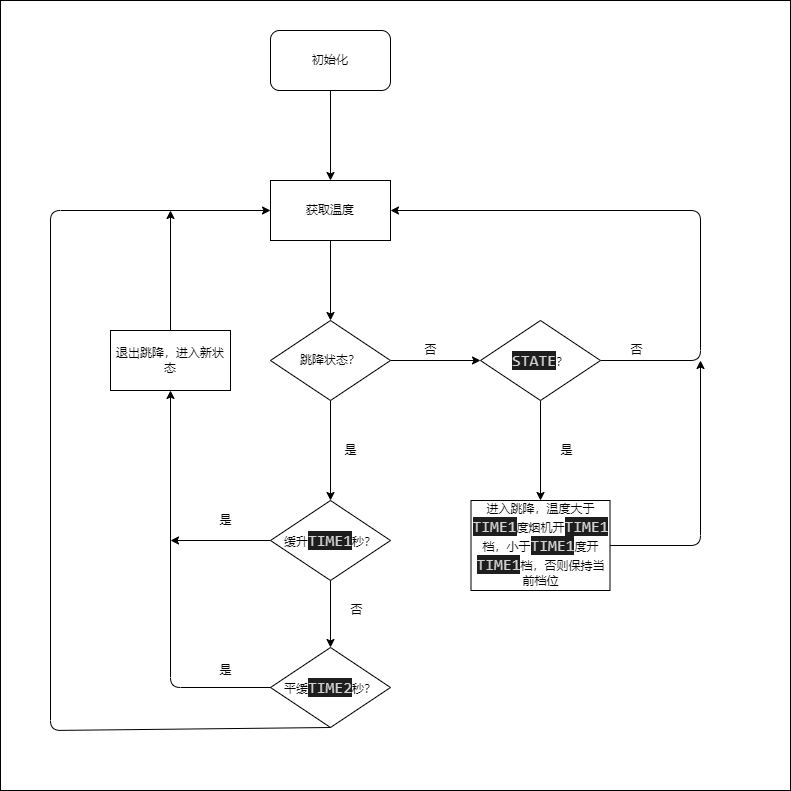 初始化
获取温度
退出跳降，进入新状
态
跳降状态?
否
STATE?
否
是
是
进入跳降，温度大于
TIME1度烟机开TIME1
档，小于TIME1度开
TIME1档，否则保持当
前档位
是
缓升TIME1秒?
否
是
平缓TIME2秒?